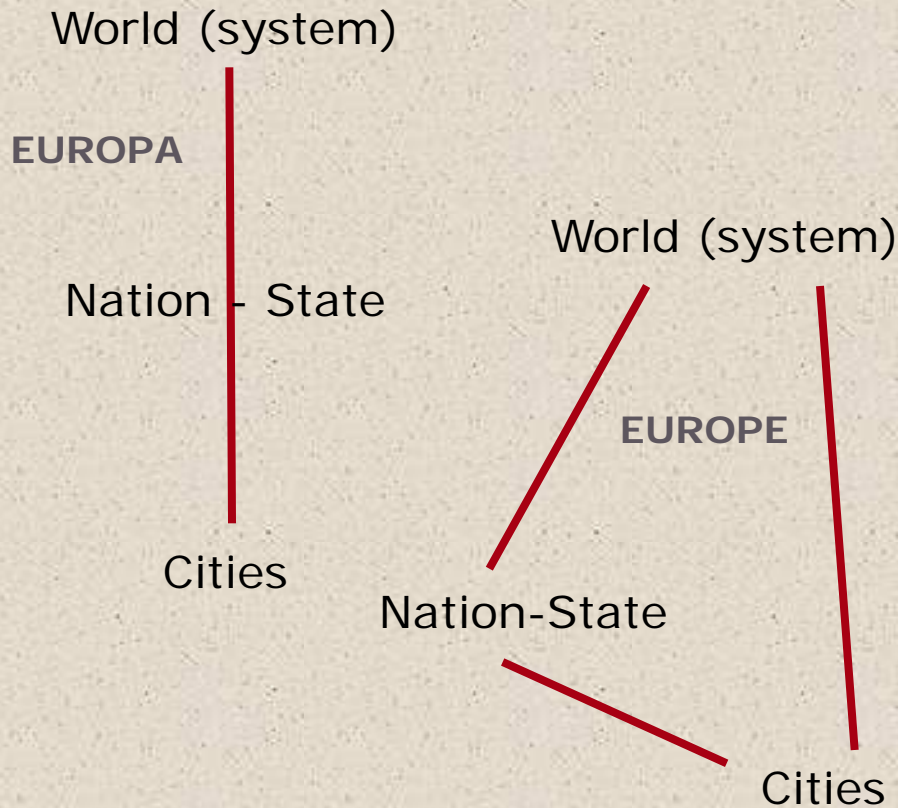 World (system)
EUROPA
Nation - State
Cities
World (system)
EUROPE
Nation-State
Cities